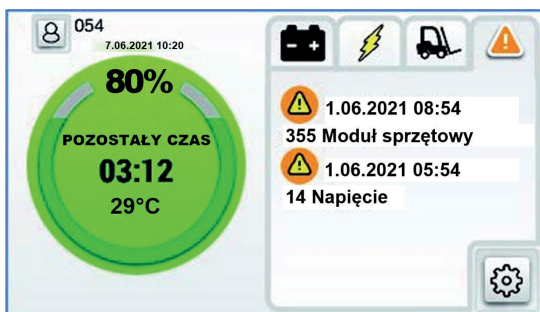 054
7.06.2021 10:20
80%
POZOSTAŁY CZAS
03:12
29°C
1.06.2021 08:54
355 Moduł sprzętowy
1.06.2021 05:54
14 Napięcie